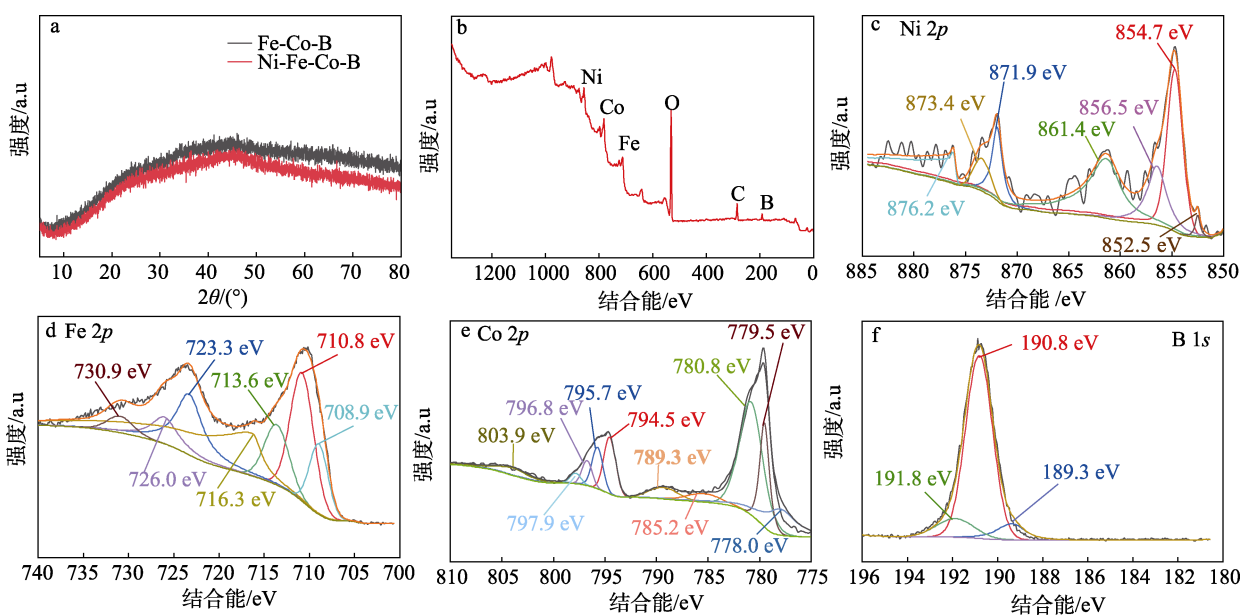 a
Fe-Co-B
Ni-Fe-Co-B
强度/a.u
10 20 30 40 50 60 70 80
2θ/(°)
b
Ni
Co
Fe
O
C
B
强度/a.u
1200 1000 800 600 400 200 0
结合能/eV
c Ni 2p
854.7 eV
871.9 eV
873.4 eV
856.5 eV
861.4 eV
876.2 eV
852.5 eV
强度/a.u
885 880 875 870 865 860 855 850
结合能 /eV
d Fe 2p
723.3 eV
710.8 eV
730.9 eV
713.6 eV
708.9 eV
726.0 eV
716.3 eV
强度/a.u
740 735 730 725 720 715 710 705 700
结合能/eV
e Co 2p
779.5 eV
780.8 eV
795.7 eV
796.8 eV
794.5 eV
803.9 eV
789.3 eV
797.9 eV
785.2 eV
778.0 eV
强度/a.u
810 805 800 795 790 785 780 775
结合能/eV
f B 1s
190.8 eV
191.8 eV
189.3 eV
强度/a.u
196 194 192 190 188 186 184 182 180
结合能/eV